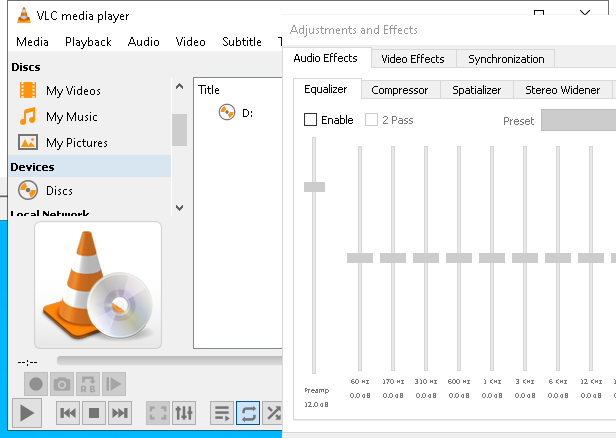 VLC media player
Media Playback Audio Video Subtitle T
Discs
My Videos
My Music
My Pictures
Devices
Discs
Local Network
Title
D:
--:--
Adjustments and Effects
Audio Effects Video Effects Synchronization
Equalizer Compressor Spatializer Stereo Widener
Enable 2 Pass Preset
60 Hz 170 Hz 310 Hz 600 Hz 1 KHz 3 KHz 6 KHz 12 KHz
Preamp 0.0 dB 0.0 dB 0.0 dB 0.0 dB 0.0 dB 0.0 dB 0.0 dB 0.0 dB
12.0 dB
A B